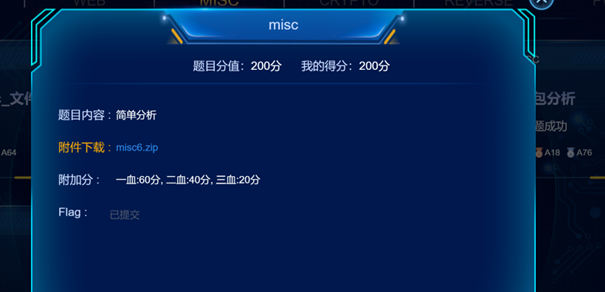 WEB MISC CRYPTO REVERSE
misc
题目分值：200分 我的得分：200分
_文件
包分析
题目内容 : 简单分析
题成功
附件下载 : misc6.zip
A64
A18 A76
附加分 : 一血:60分, 二血:40分, 三血:20分
Flag : 已提交